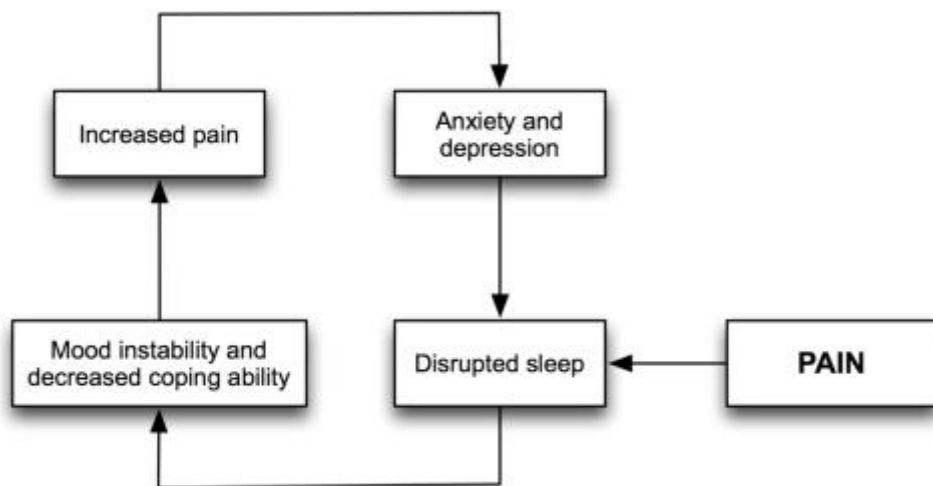 Increased pain
Anxiety and
depression
Mood instability and
decreased coping ability
Disrupted sleep
PAIN